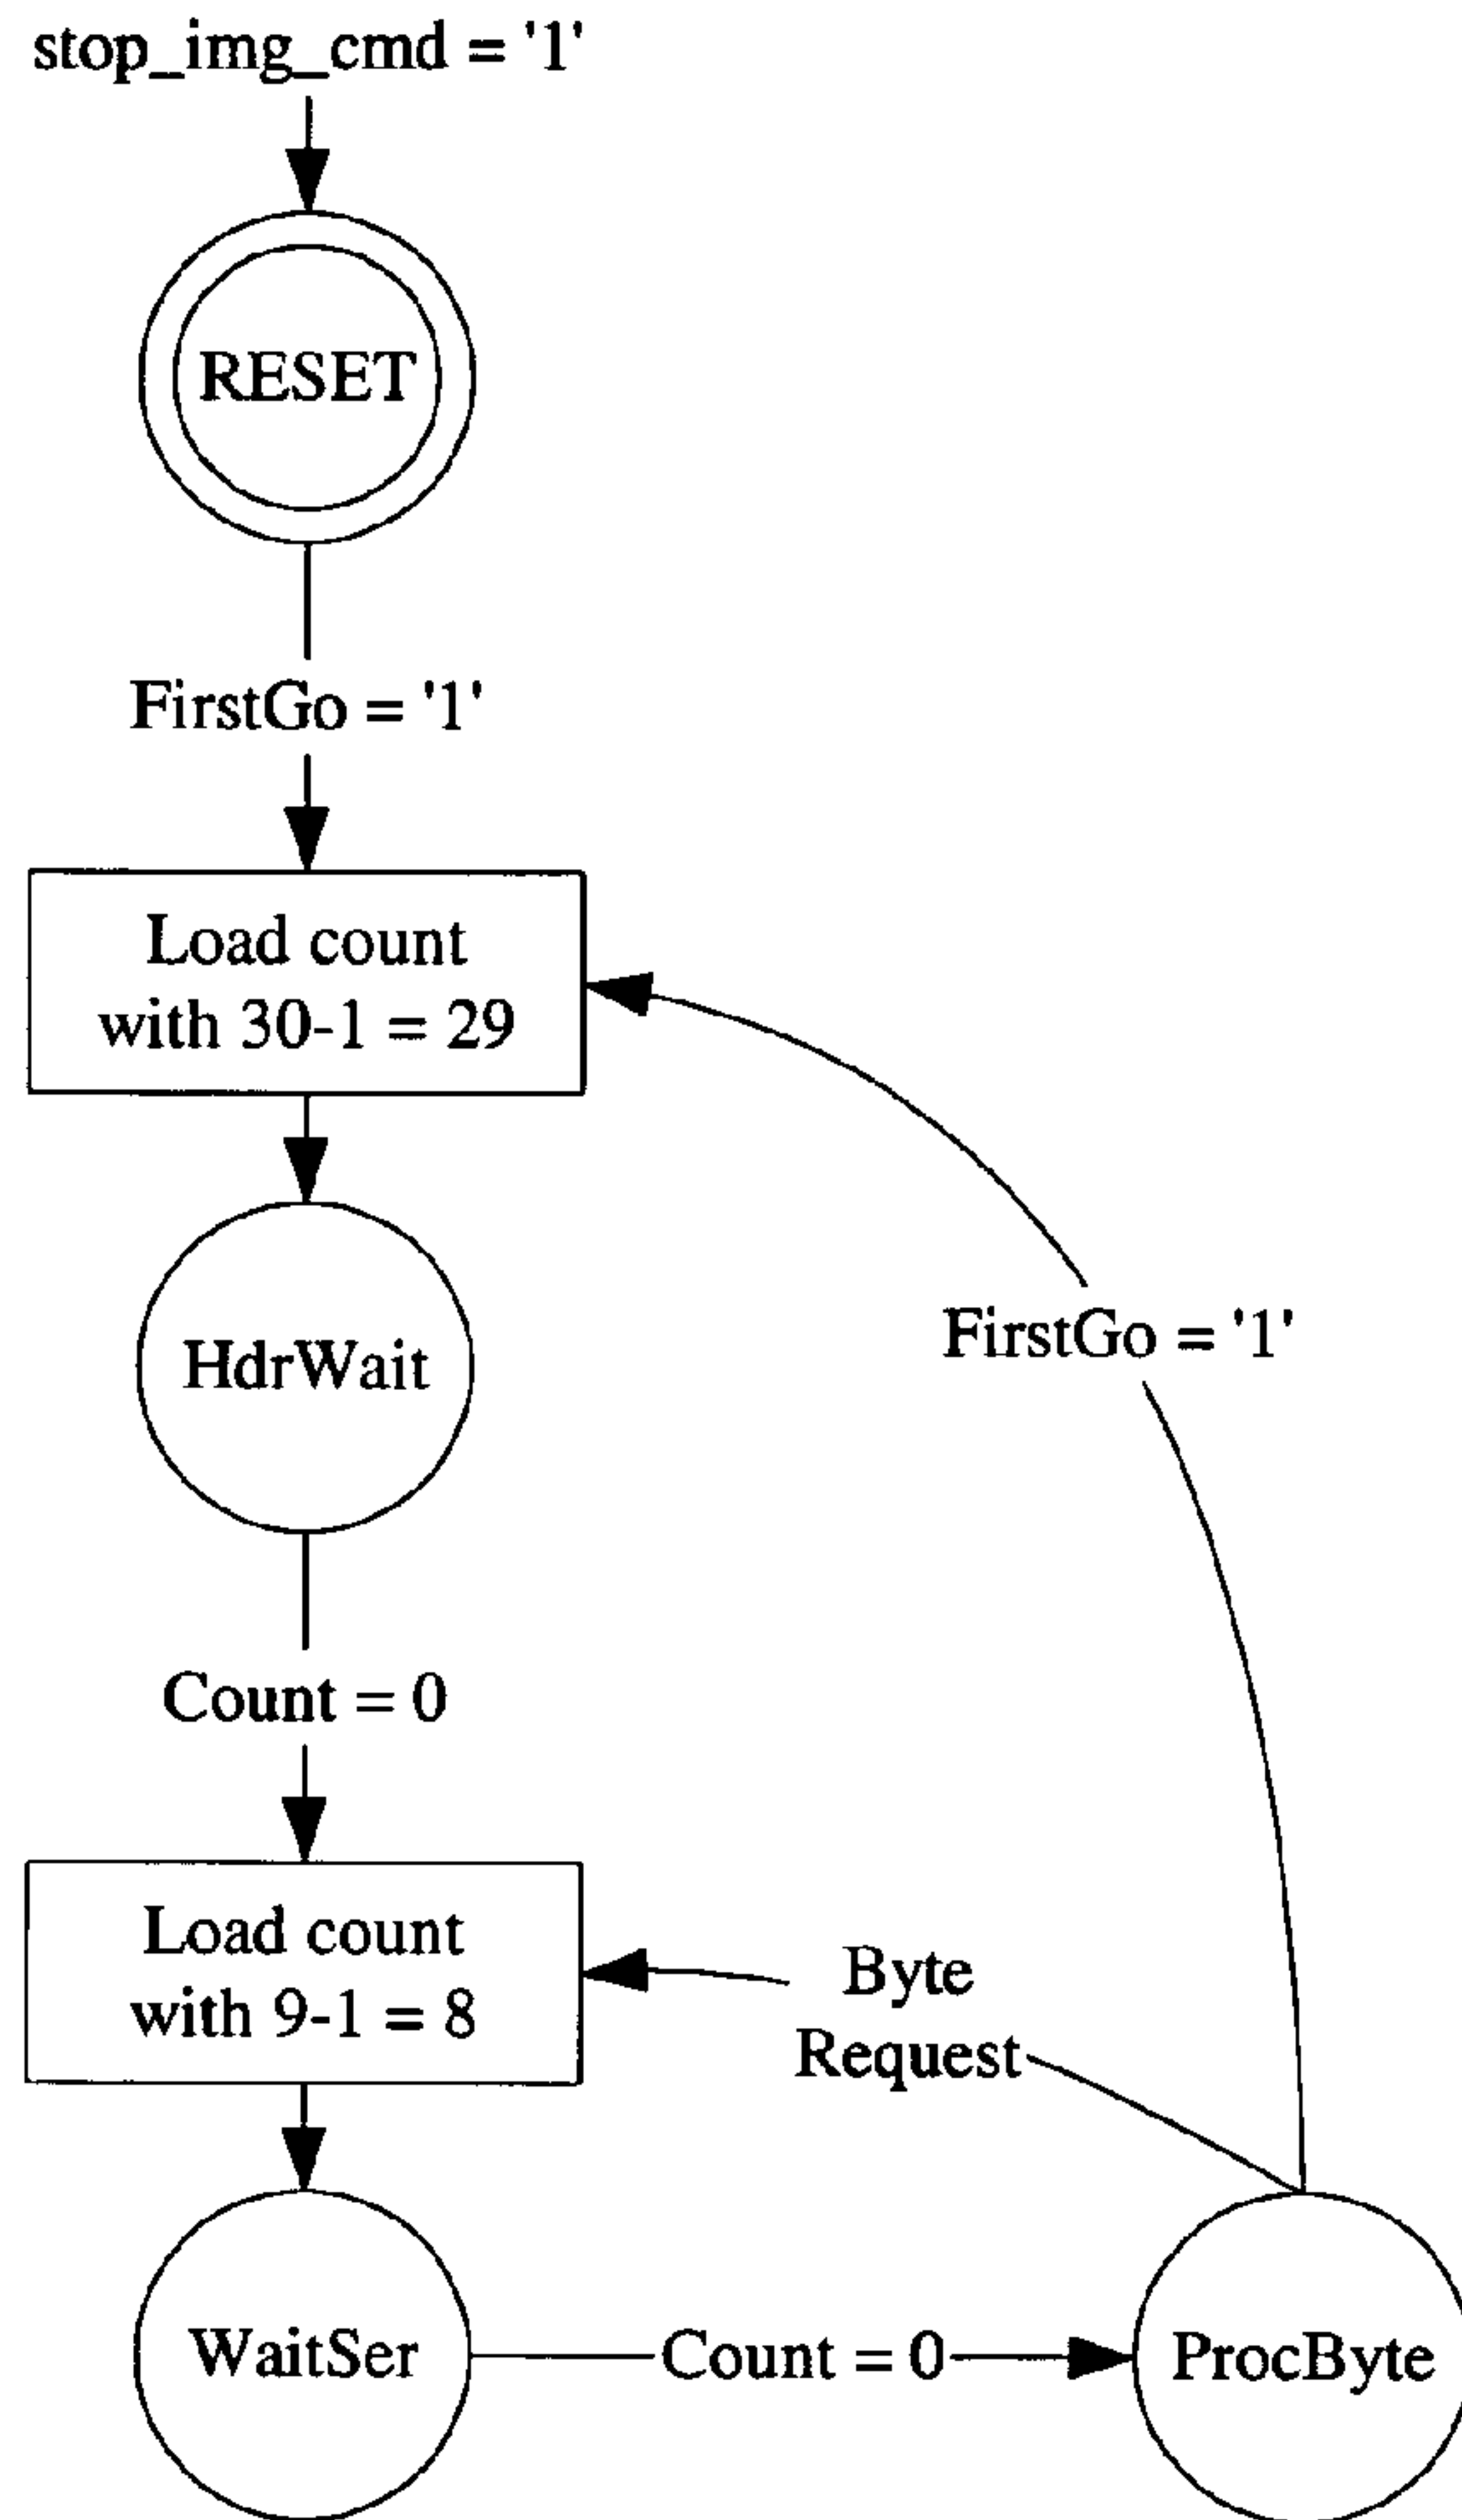 stop_img_cmd = '1'
RESET
FirstGo = '1'
Load count
with 30-1 = 29
HdrWait
FirstGo = '1'
Count = 0
Load count
with 9-1 = 8
Byte
Request
WaitSer
Count = 0
ProcByte